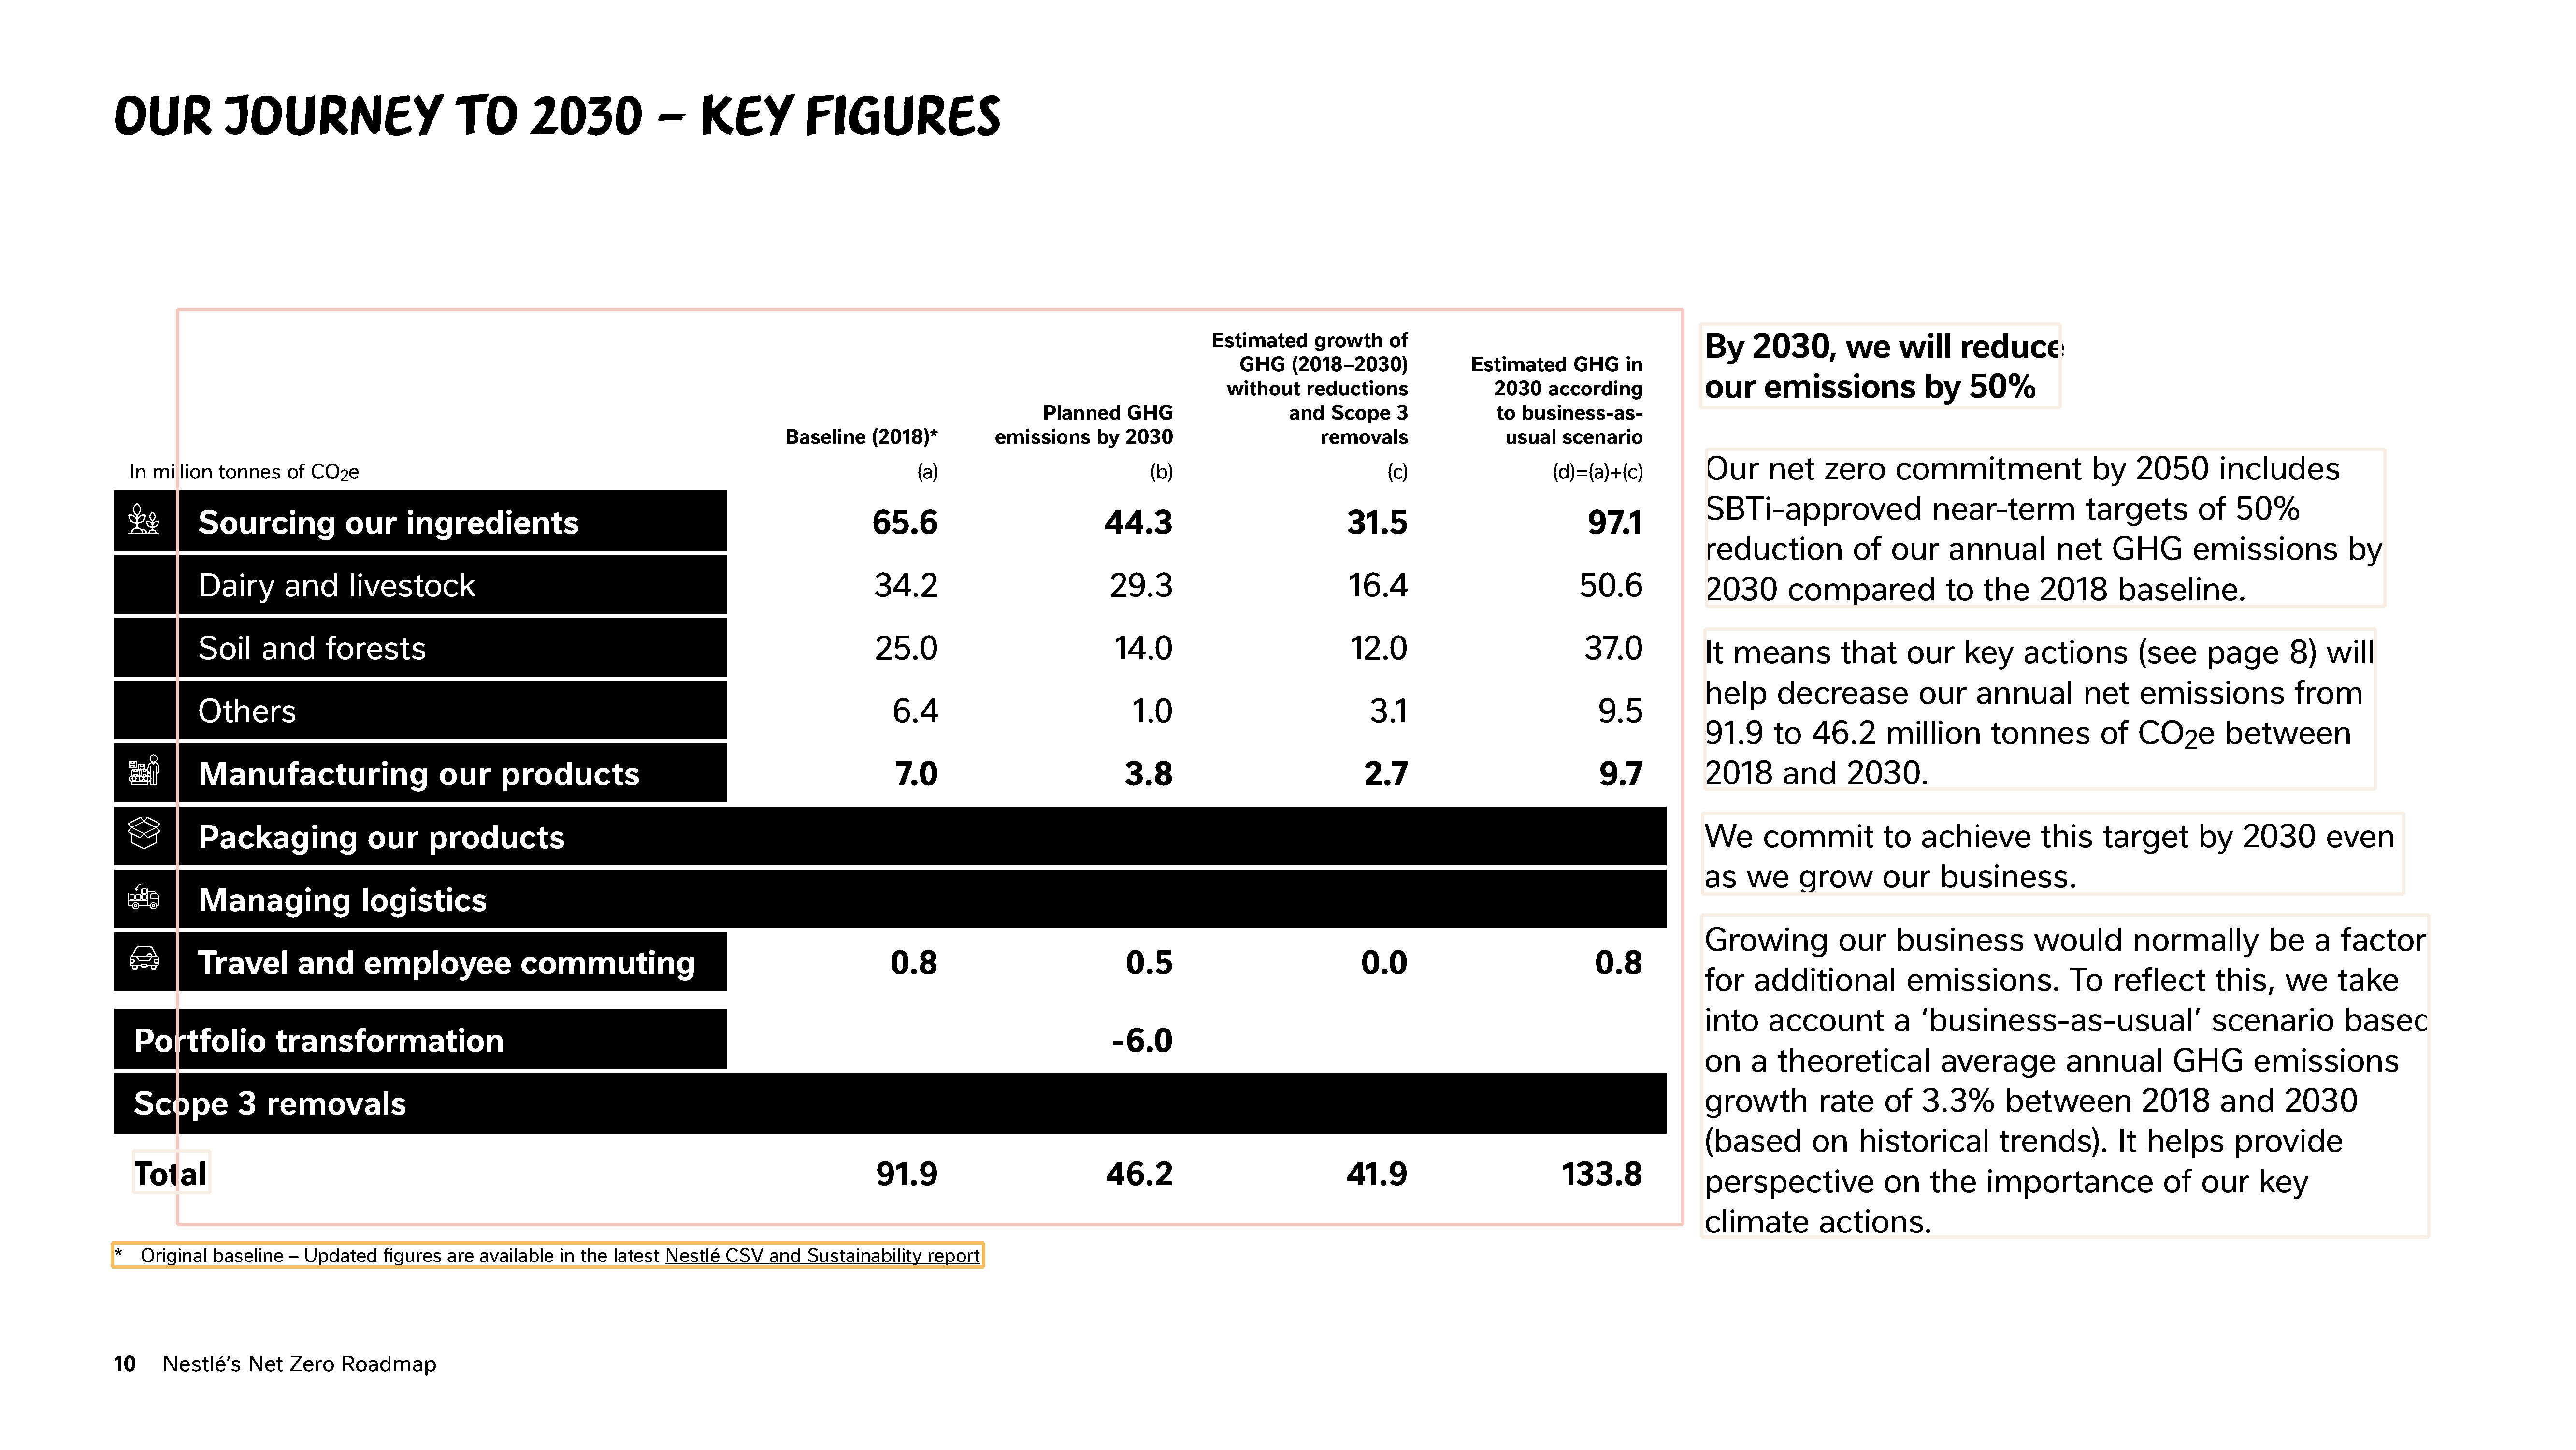 OUR JOURNEY TO 2030 – KEY FIGURES
Baseline (2018)*
(a)
Planned GHG
emissions by 2030
(b)
Estimated growth of
GHG (2018–2030)
without reductions
and Scope 3
removals
(c)
Estimated GHG in
2030 according
to business-as-
usual scenario
(d)=(a)+(c)
In million tonnes of CO2e
Sourcing our ingredients 65.6 44.3 31.5 97.1
Dairy and livestock 34.2 29.3 16.4 50.6
Soil and forests 25.0 14.0 12.0 37.0
Others 6.4 1.0 3.1 9.5
Manufacturing our products 7.0 3.8 2.7 9.7
Packaging our products
Managing logistics
Travel and employee commuting 0.8 0.5 0.0 0.8
Portfolio transformation -6.0
Scope 3 removals
Total 91.9 46.2 41.9 133.8
* Original baseline – Updated figures are available in the latest Nestlé CSV and Sustainability report
By 2030, we will reduce
our emissions by 50%
Our net zero commitment by 2050 includes
SBTi-approved near-term targets of 50%
reduction of our annual net GHG emissions by
2030 compared to the 2018 baseline.
It means that our key actions (see page 8) will
help decrease our annual net emissions from
91.9 to 46.2 million tonnes of CO2e between
2018 and 2030.
We commit to achieve this target by 2030 even
as we grow our business.
Growing our business would normally be a factor
for additional emissions. To reflect this, we take
into account a ‘business-as-usual’ scenario based
on a theoretical average annual GHG emissions
growth rate of 3.3% between 2018 and 2030
(based on historical trends). It helps provide
perspective on the importance of our key
climate actions.
10 Nestlé’s Net Zero Roadmap